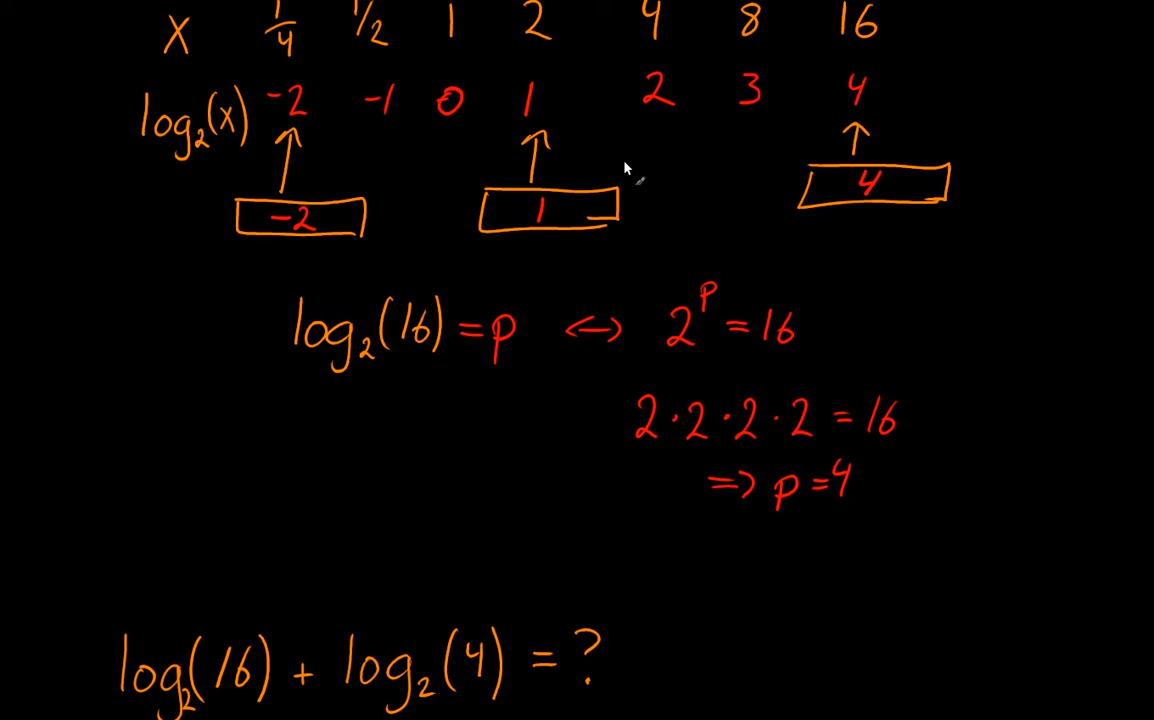 x 1/4 1/2 1 2 4 8 16
log₂(x) -2 -1 0 1 2 3 4
-2 1 4
log₂(16) = p <-> 2^p = 16
2 · 2 · 2 · 2 = 16
=> p = 4
log₂(16) + log₂(4) = ?